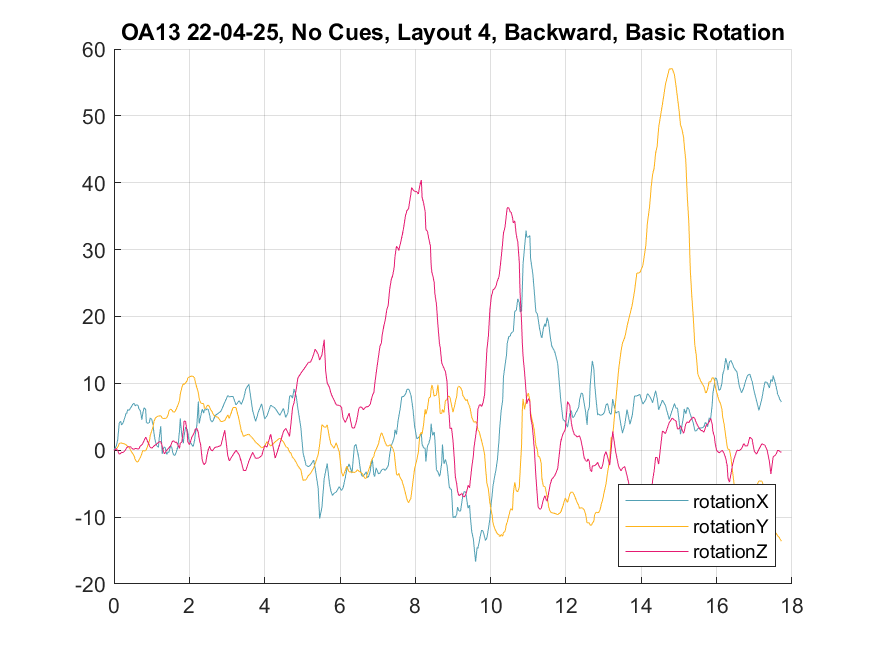 OA13 22-04-25, No Cues, Layout 4, Backward, Basic Rotation
60
50
40
30
20
10
0
-10
-20
rotationX
rotationY
rotationZ
0 2 4 6 8 10 12 14 16 18